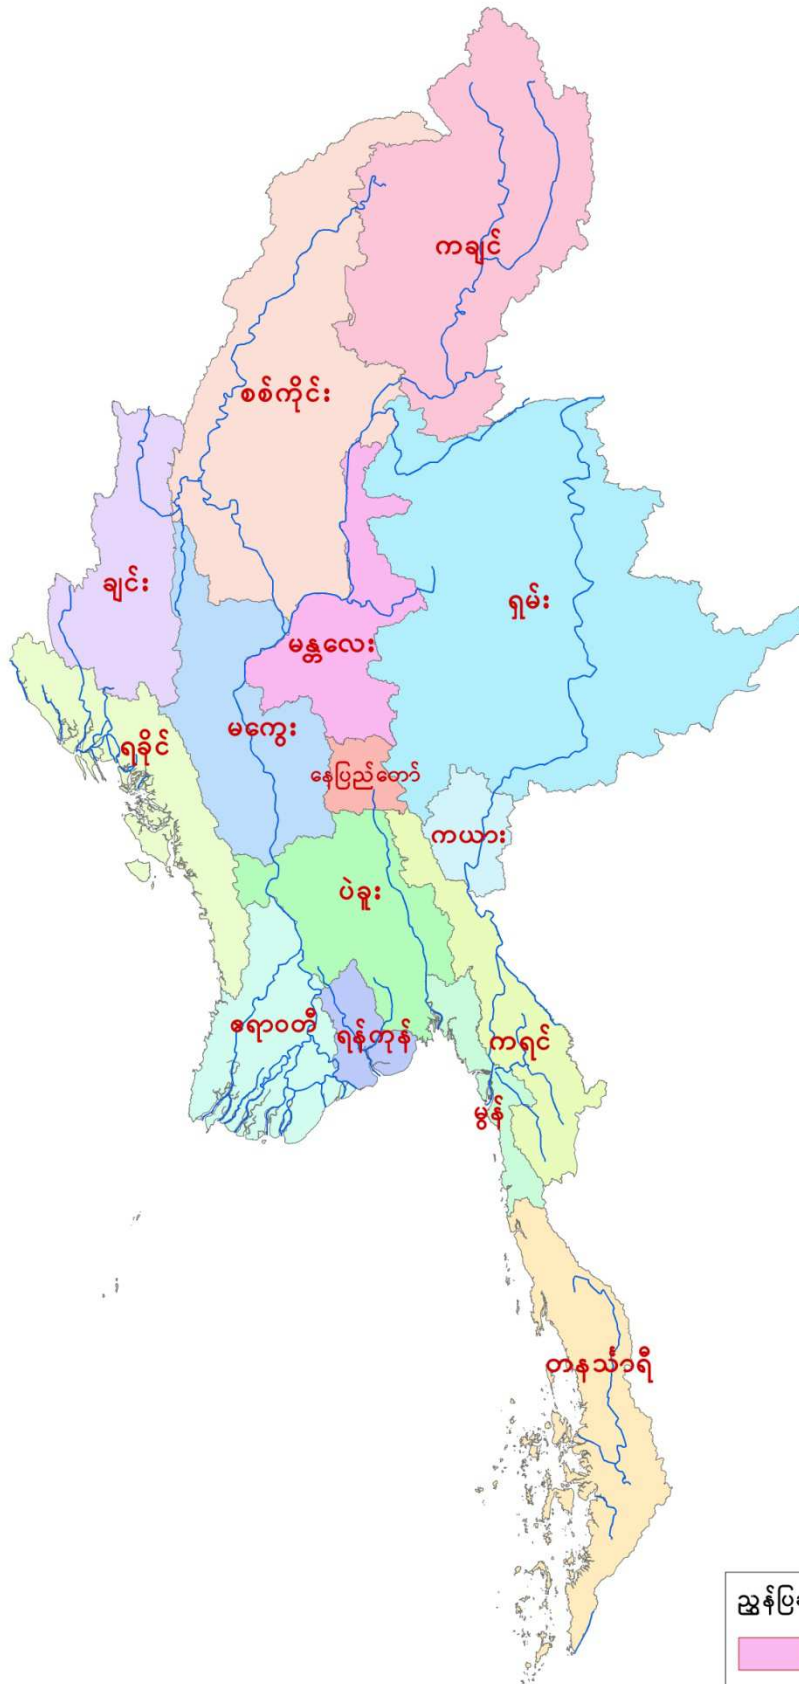 ကချင်
စစ်ကိုင်း
ချင်း
ရှမ်း
မန္တလေး
မကွေး
ရခိုင်
နေပြည်တော်
ကယား
ပဲခူး
ဧရာဝတီ
ရန်ကုန်
ကရင်
မွန်
တနင်္သာရီ